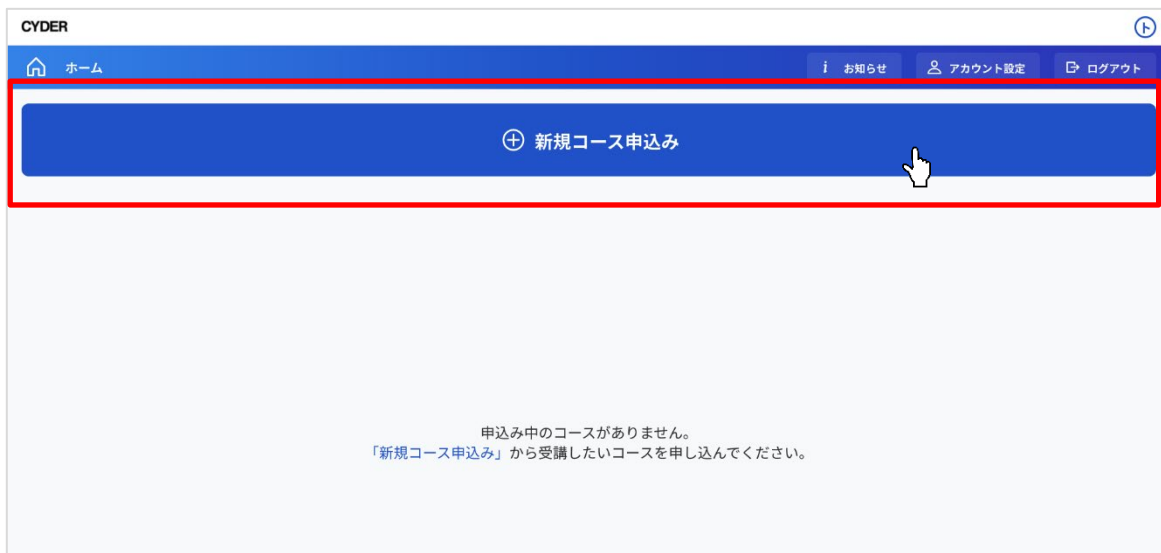 CYDER
ト
ホーム
i お知らせ
アカウント設定
ログアウト
新規コース申込み
申込み中のコースがありません。
「新規コース申込み」から受講したいコースを申し込んでください。